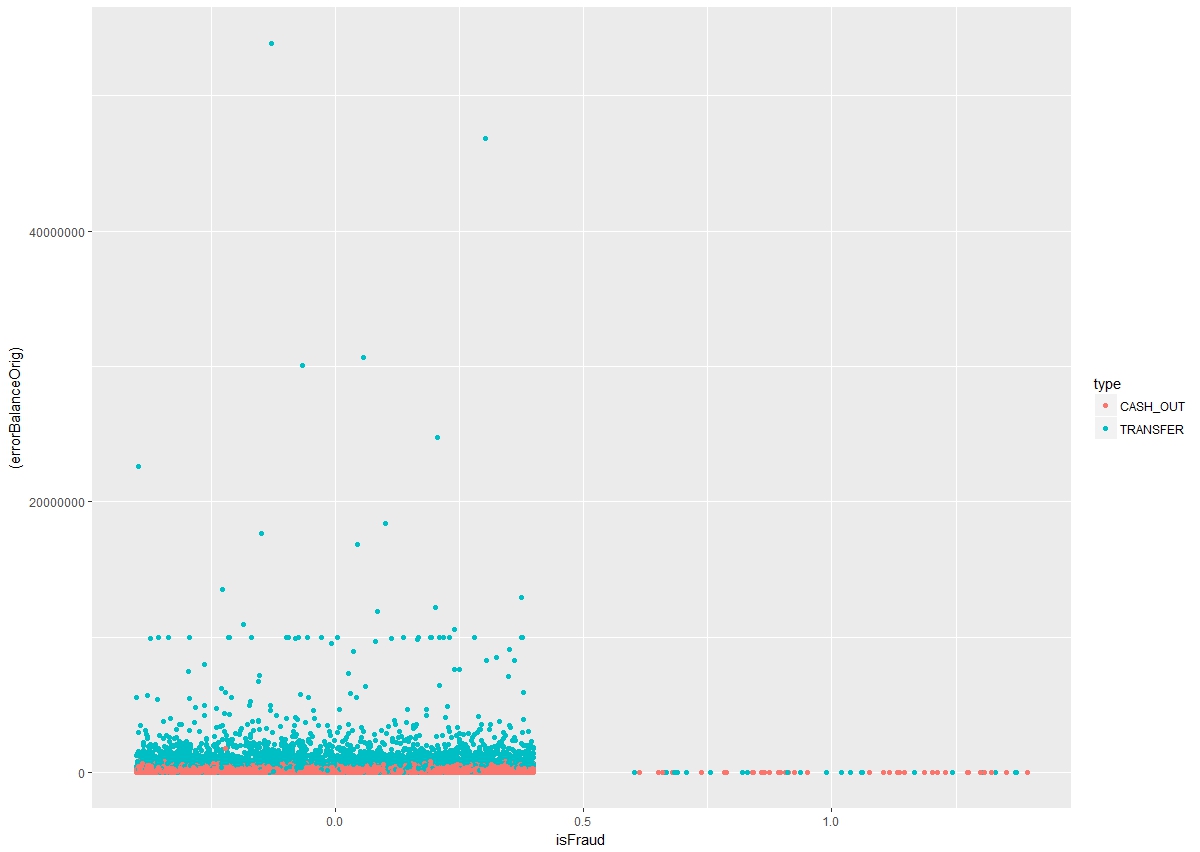 40000000
20000000
0
(errorBalanceOrig)
0.0
0.5
1.0
isFraud
type
CASH_OUT
TRANSFER